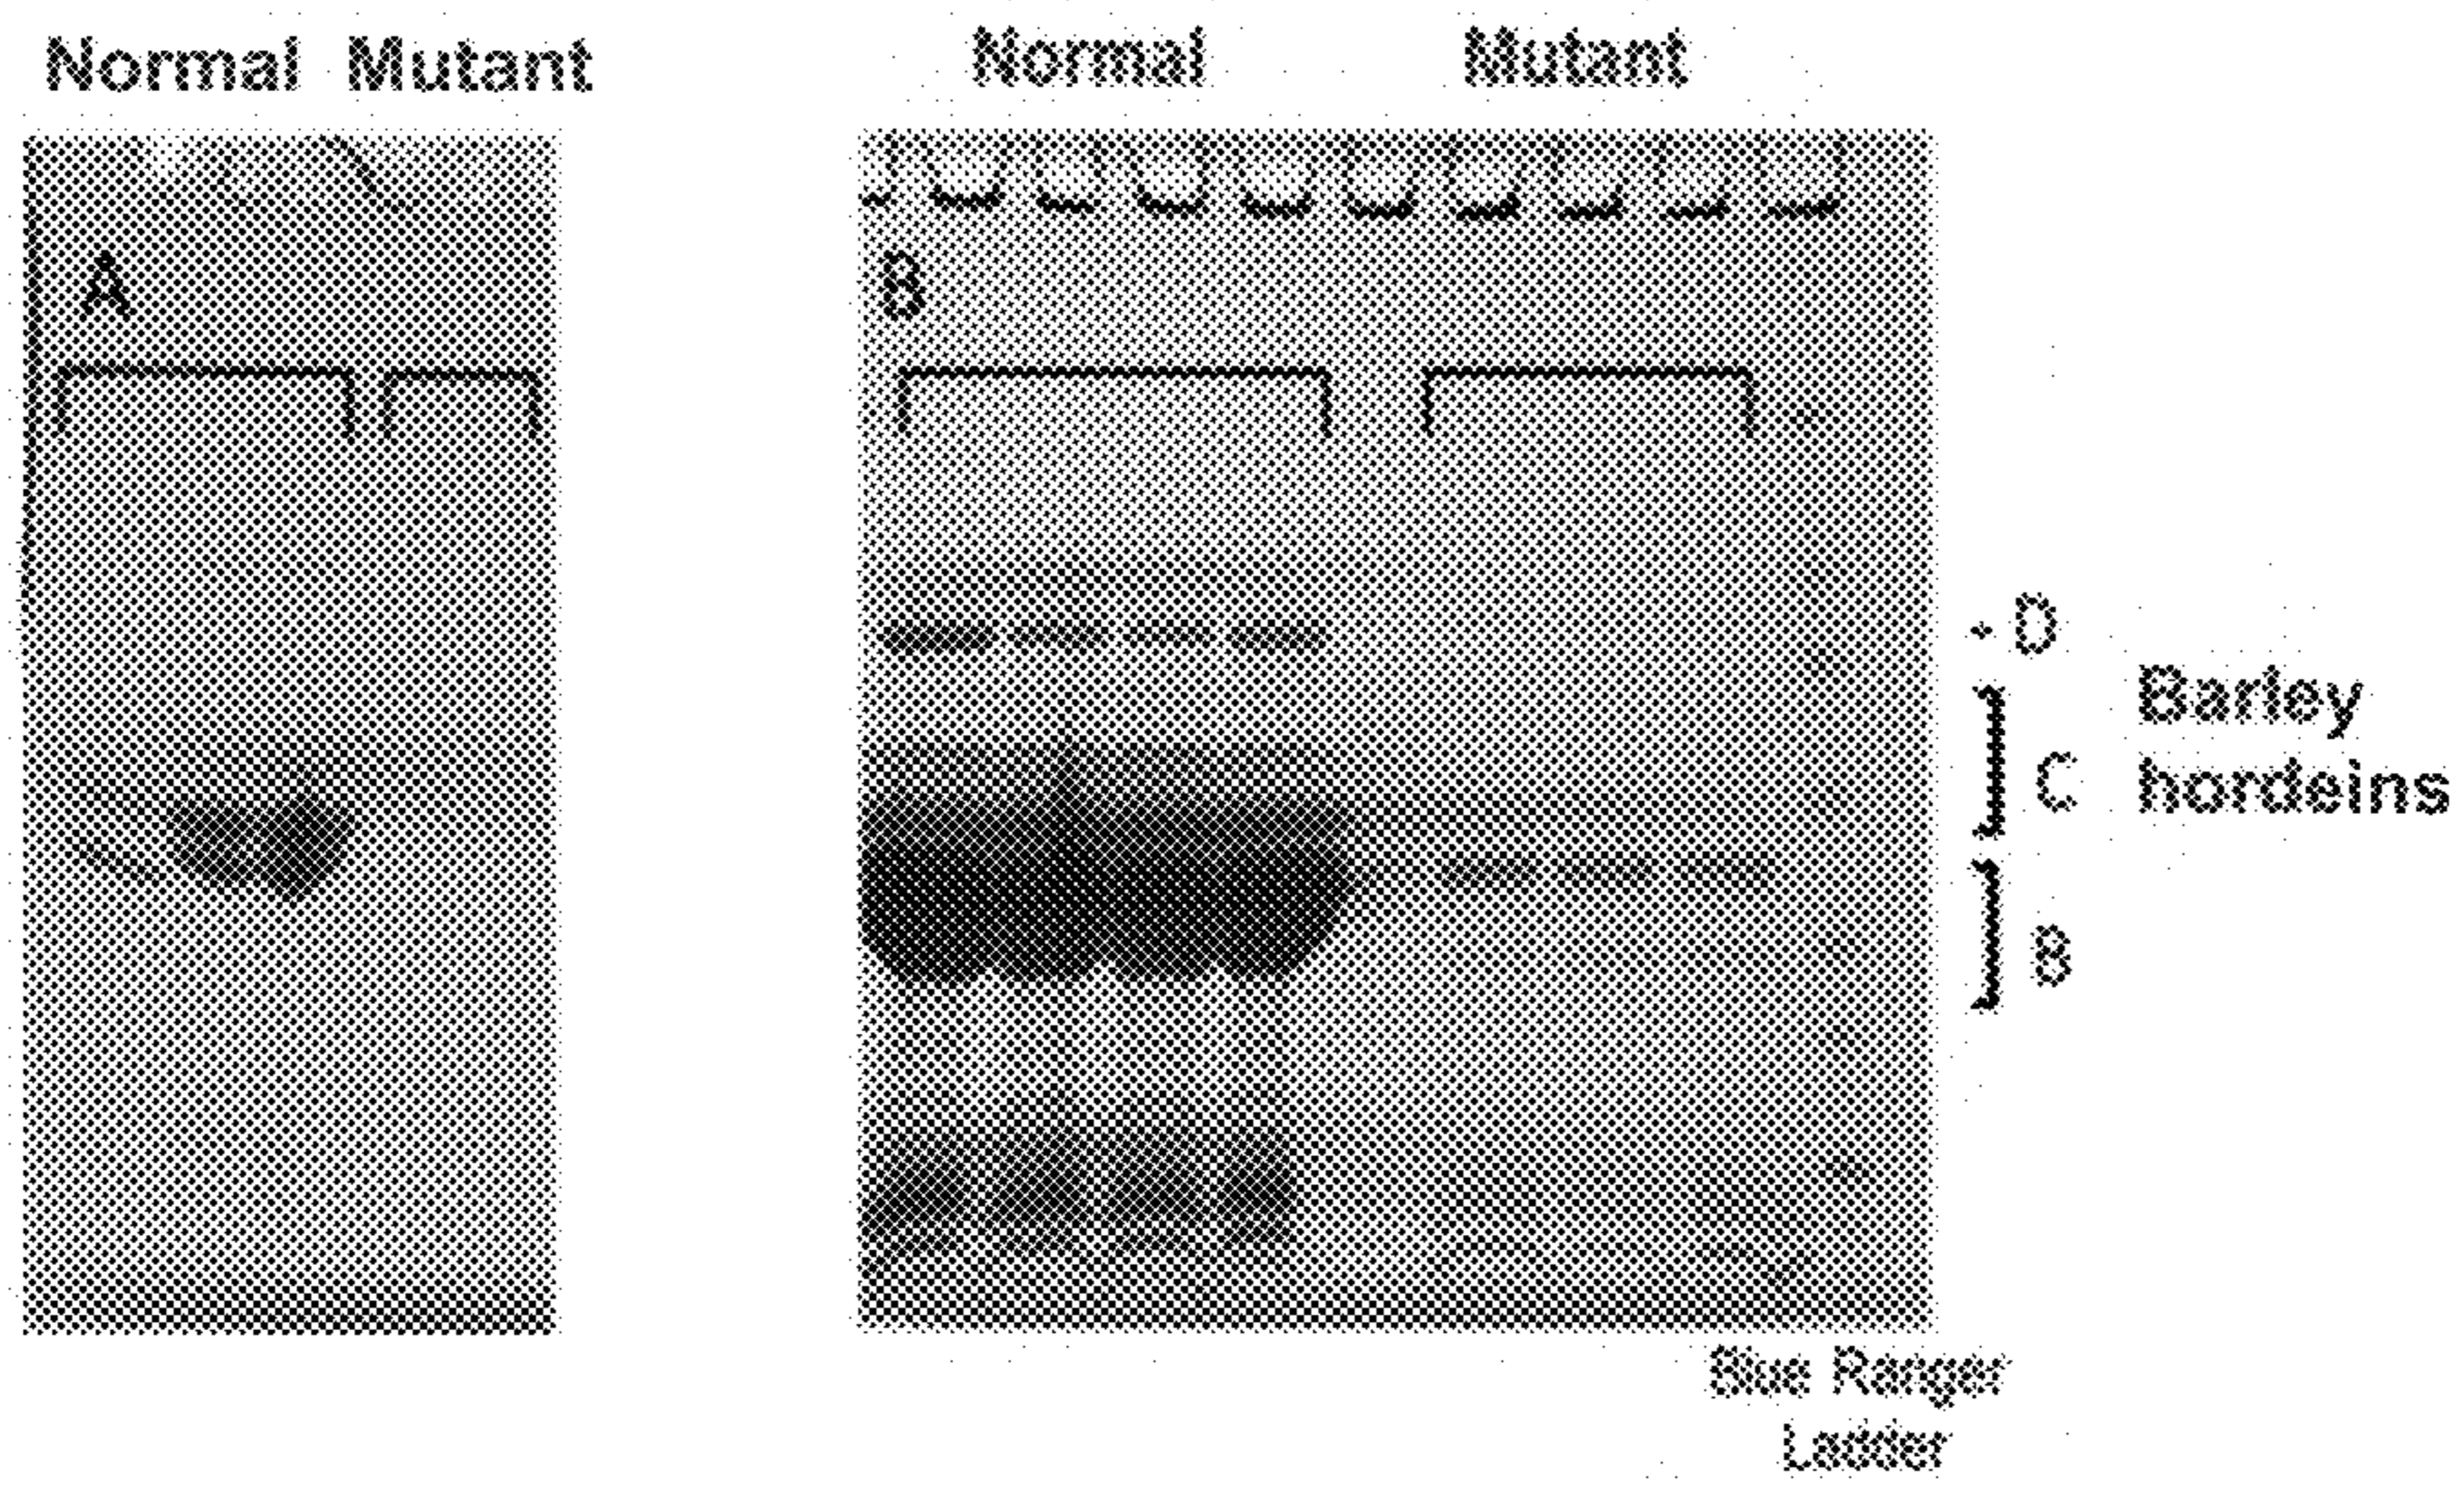 Normal Mutant
Normal Mutant
A
B
D
C
Barley
hordeins
B
Blue Ranger
Ladder